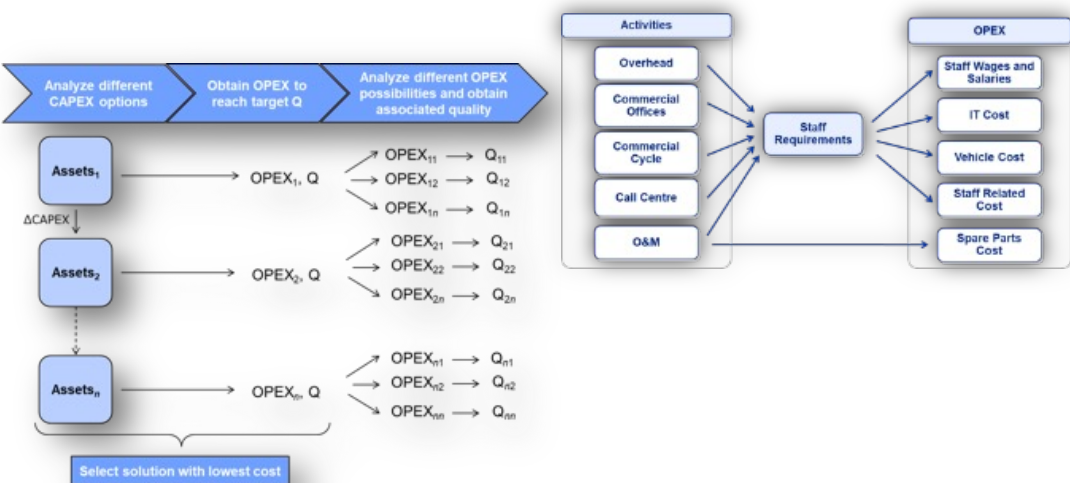 Analyze different
CAPEX options
Obtain OPEX to
reach target Q
Analyze different OPEX
possibilities and obtain
associated quality
Assets₁
OPEX₁, Q
OPEX₁₁
Q₁₁
OPEX₁₂
Q₁₂
OPEX₁ₙ
Q₁ₙ
ΔCAPEX
Assets₂
OPEX₂, Q
OPEX₂₁
Q₂₁
OPEX₂₂
Q₂₂
OPEX₂ₙ
Q₂ₙ
Assetsₙ
OPEXₙ, Q
OPEXₙ₁
Qₙ₁
OPEXₙ₂
Qₙ₂
OPEXₙₙ
Qₙₙ
Select solution with lowest cost
Activities
Overhead
Commercial
Offices
Commercial
Cycle
Call Centre
O&M
Staff
Requirements
OPEX
Staff Wages and
Salaries
IT Cost
Vehicle Cost
Staff Related
Cost
Spare Parts
Cost